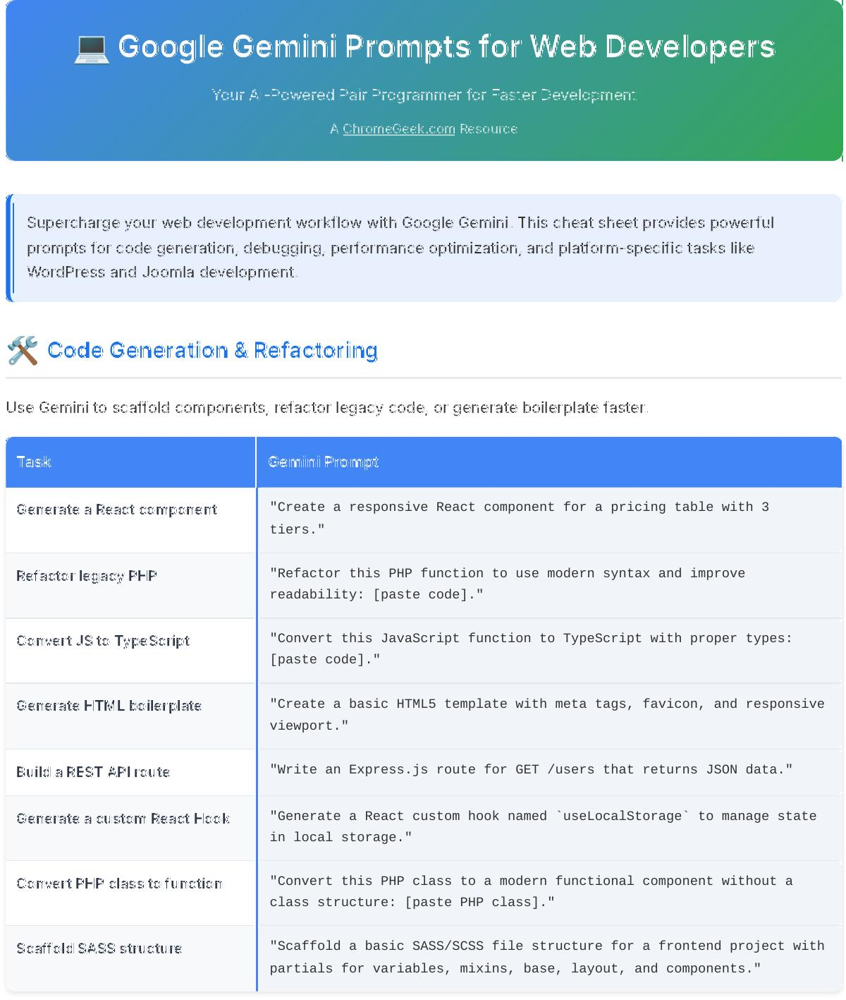 Google Gemini Prompts for Web Developers
Your AI-Powered Pair Programmer for Faster Development
A ChromeGeek.com Resource
Supercharge your web development workflow with Google Gemini. This cheat sheet provides powerful
prompts for code generation, debugging, performance optimization, and platform-specific tasks like
WordPress and Joomla development.
Code Generation & Refactoring
Use Gemini to scaffold components, refactor legacy code, or generate boilerplate faster.
Task
Gemini Prompt
Generate a React component
"Create a responsive React component for a pricing table with 3
tiers."
Refactor legacy PHP
"Refactor this PHP function to use modern syntax and improve
readability: [paste code]."
Convert JS to TypeScript
"Convert this JavaScript function to TypeScript with proper types:
[paste code]."
Generate HTML boilerplate
"Create a basic HTML5 template with meta tags, favicon, and responsive
viewport."
Build a REST API route
"Write an Express.js route for GET /users that returns JSON data."
Generate a custom React Hook
"Generate a React custom hook named `useLocalStorage` to manage state
in local storage."
Convert PHP class to function
"Convert this PHP class to a modern functional component without a
class structure: [paste PHP class]."
Scaffold SASS structure
"Scaffold a basic SASS/SCSS file structure for a frontend project with
partials for variables, mixins, base, layout, and components."